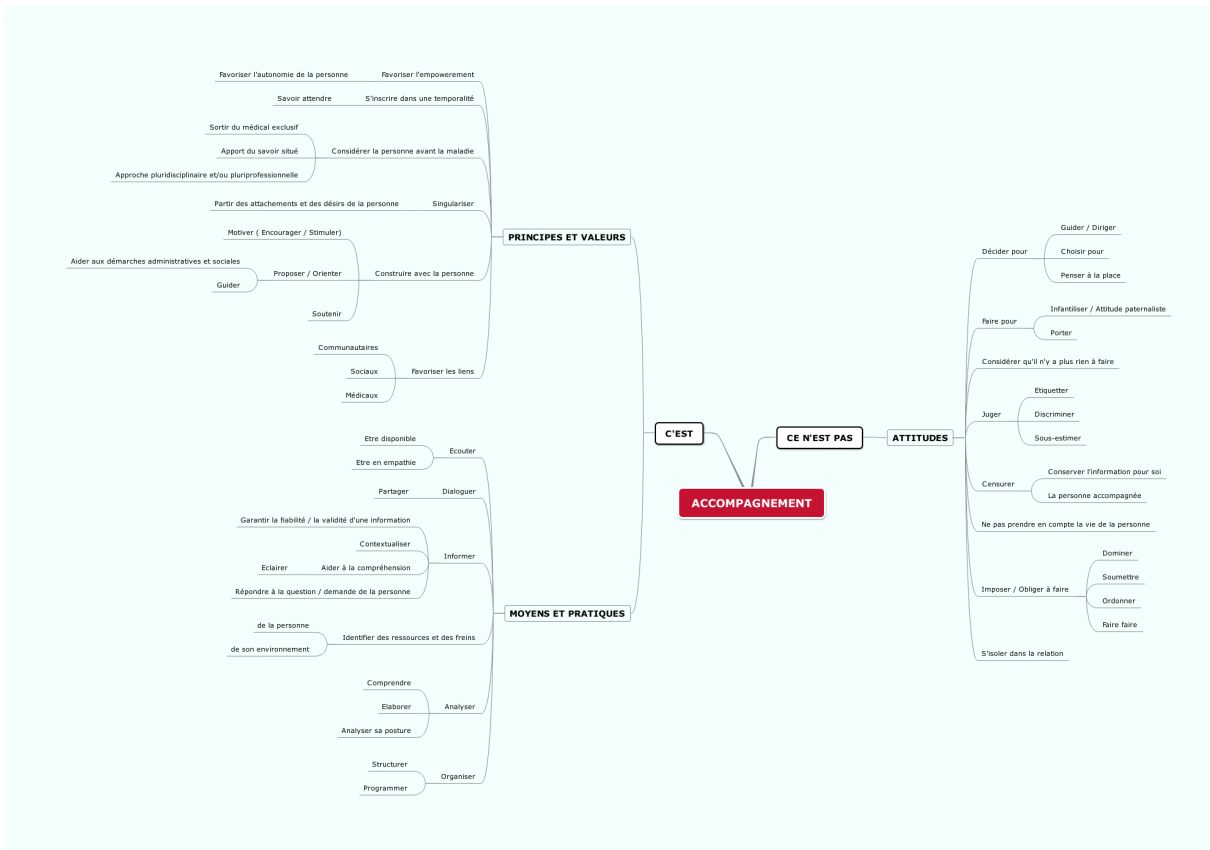 ACCOMPAGNEMENT
C'EST
PRINCIPES ET VALEURS
Favoriser l'empowerement
Favoriser l'autonomie de la personne
S'inscrire dans une temporalité
Savoir attendre
Considérer la personne avant la maladie
Sortir du médical exclusif
Apport du savoir situé
Approche pluridisciplinaire et/ou pluriprofessionnelle
Singulariser
Partir des attachements et des désirs de la personne
Construire avec la personne
Motiver ( Encourager / Stimuler)
Proposer / Orienter
Aider aux démarches administratives et sociales
Guider
Soutenir
Favoriser les liens
Communautaires
Sociaux
Médicaux
MOYENS ET PRATIQUES
Ecouter
Etre disponible
Etre en empathie
Dialoguer
Partager
Informer
Garantir la fiabilité / la validité d'une information
Contextualiser
Aider à la compréhension
Eclairer
Répondre à la question / demande de la personne
Identifier des ressources et des freins
de la personne
de son environnement
Analyser
Comprendre
Elaborer
Analyser sa posture
Organiser
Structurer
Programmer
CE N'EST PAS
ATTITUDES
Décider pour
Guider / Diriger
Choisir pour
Penser à la place
Faire pour
Infantiliser / Attitude paternaliste
Porter
Considérer qu'il n'y a plus rien à faire
Juger
Etiquetter
Discriminer
Sous-estimer
Censurer
Conserver l'information pour soi
La personne accompagnée
Ne pas prendre en compte la vie de la personne
Imposer / Obliger à faire
Dominer
Soumettre
Ordonner
Faire faire
S'isoler dans la relation